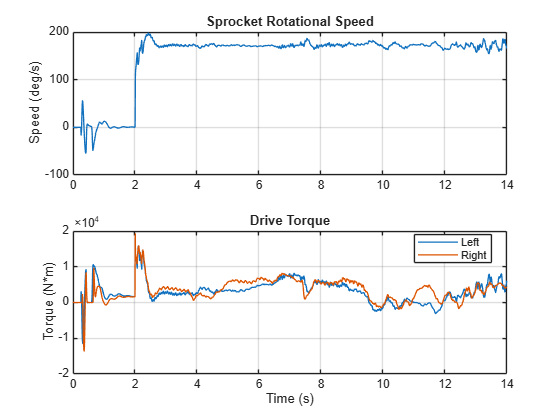 Sprocket Rotational Speed
200
100
0
-100
Speed (deg/s)
0 2 4 6 8 10 12 14
Drive Torque
×10⁴
2
1
0
-1
-2
Torque (N*m)
Left
Right
0 2 4 6 8 10 12 14
Time (s)